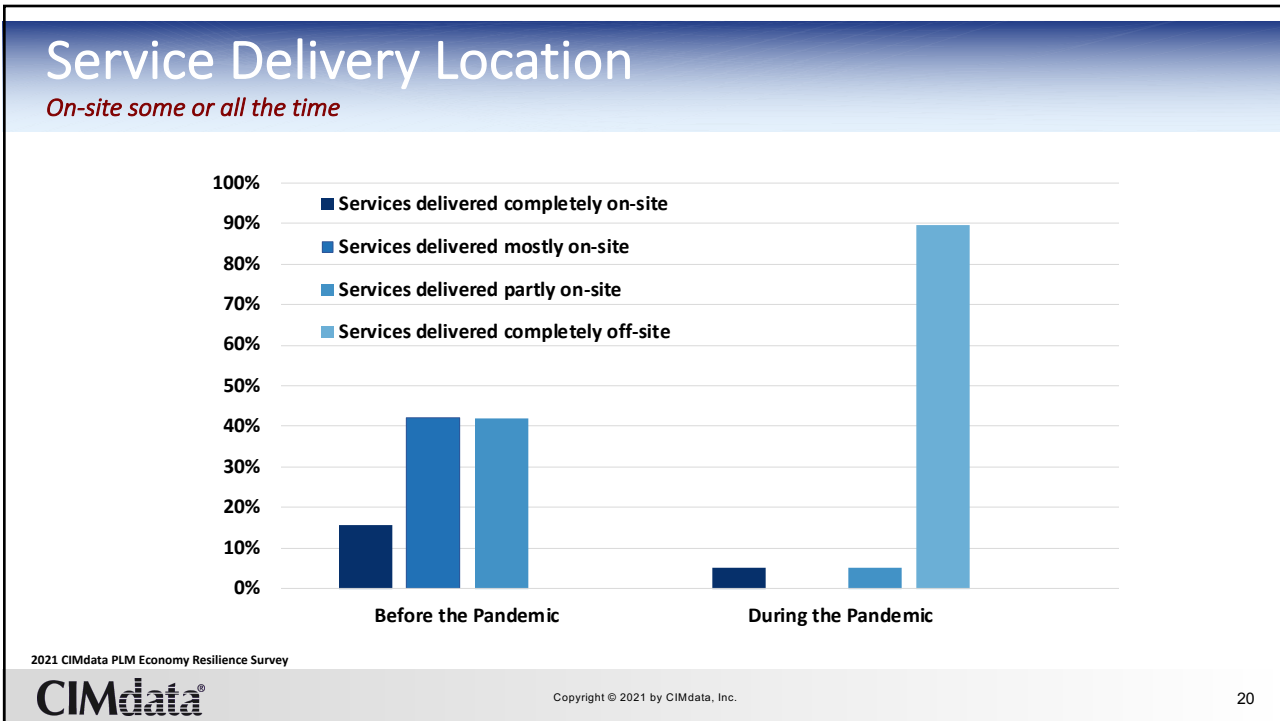 Service Delivery Location
On-site some or all the time
100%
90%
80%
70%
60%
50%
40%
30%
20%
10%
0%
Services delivered completely on-site
Services delivered mostly on-site
Services delivered partly on-site
Services delivered completely off-site
Before the Pandemic
During the Pandemic
2021 CIMdata PLM Economy Resilience Survey
CIMdata®
Copyright © 2021 by CIMdata, Inc.
20